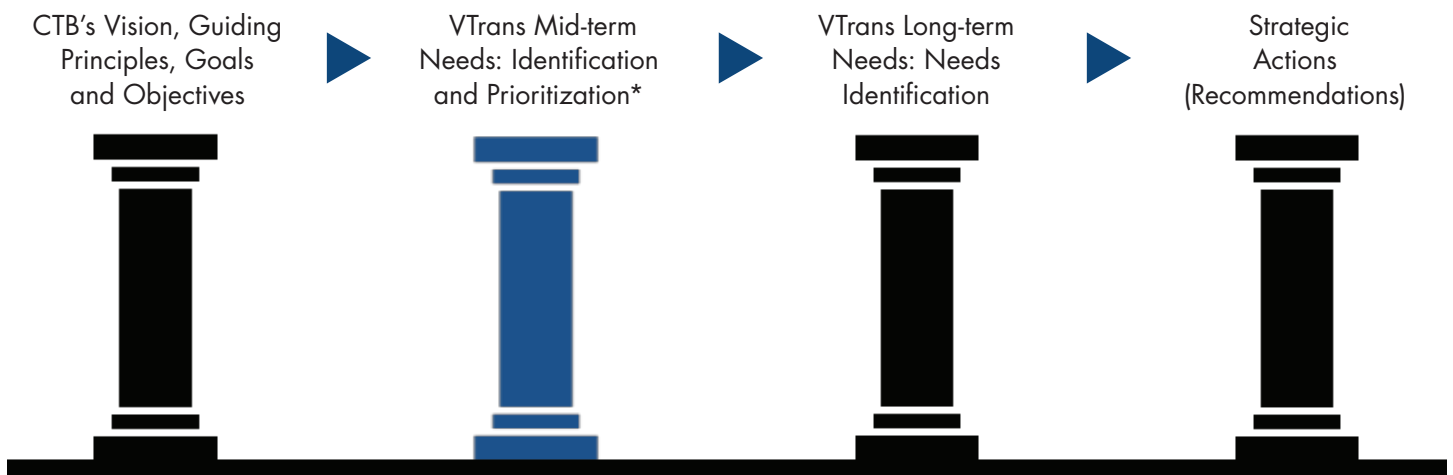 CTB's Vision, Guiding
Principles, Goals
and Objectives
VTrans Mid-term
Needs: Identification
and Prioritization*
VTrans Long-term
Needs: Needs
Identification
Strategic
Actions
(Recommendations)